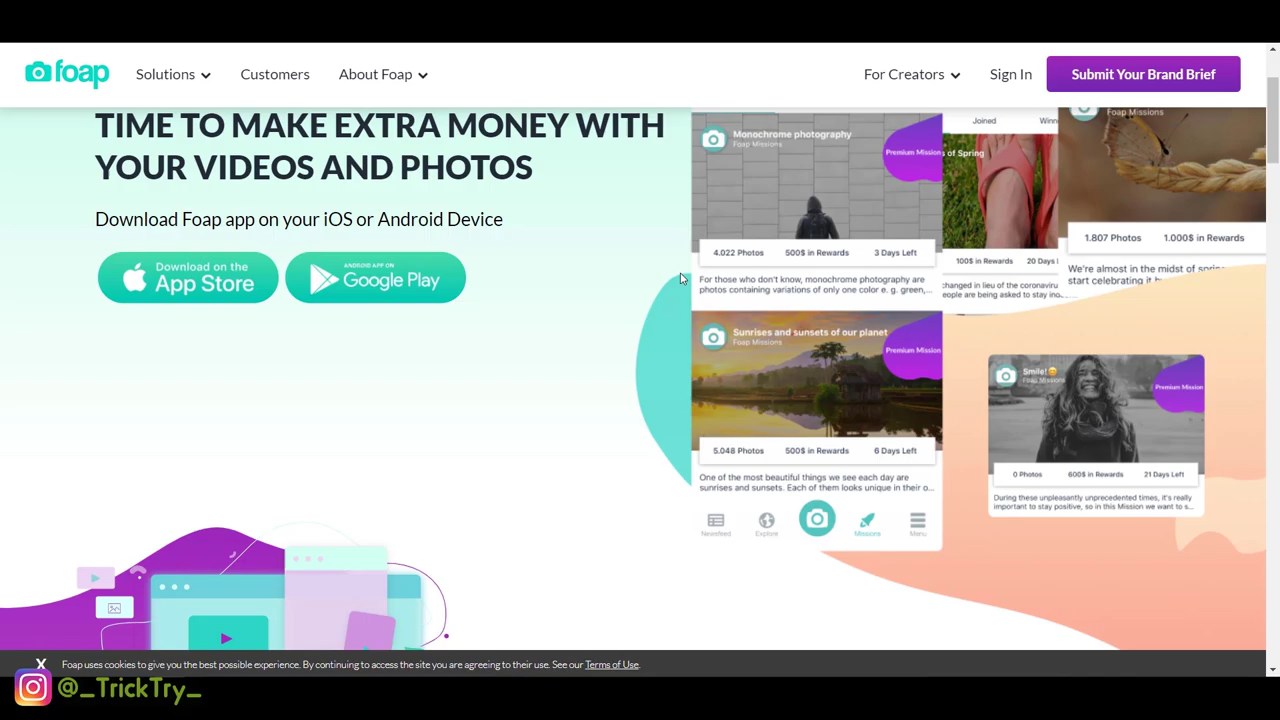 foap
Solutions
Customers
About Foap
For Creators
Sign In
Submit Your Brand Brief
TIME TO MAKE EXTRA MONEY WITH
YOUR VIDEOS AND PHOTOS
Download Foap app on your iOS or Android Device
Download on the
App Store
ANDROID APP ON
Google Play
Monochrome photography
Foap Missions
Premium Mission
4.022 Photos 500$ in Rewards 3 Days Left
For those who don't know, monochrome photography are
photos containing variations of only one color e. g. green,...
Joined
Winn
s of Spring
100$ in Rewards 20 Days L
changed in lieu of the coronaviru
eople are being asked to stay ind
Foap Missions
1.807 Photos 1.000$ in Rewards
We're almost in the midst of spring
start celebrating it b
Sunrises and sunsets of our planet
Foap Missions
Premium Mission
5.048 Photos 500$ in Rewards 6 Days Left
One of the most beautiful things we see each day are
sunrises and sunsets. Each of them looks unique in their o...
Newsfeed Explore Missions Menu
Smile!😊
Foap Missions
Premium Mission
0 Photos 600$ in Rewards 21 Days Left
During these unpleasantly unprecedented times, it's really
important to stay positive, so in this Mission we want to s...
X Foap uses cookies to give you the best possible experience. By continuing to access the site you are agreeing to their use. See our Terms of Use.
@_TrickTry_